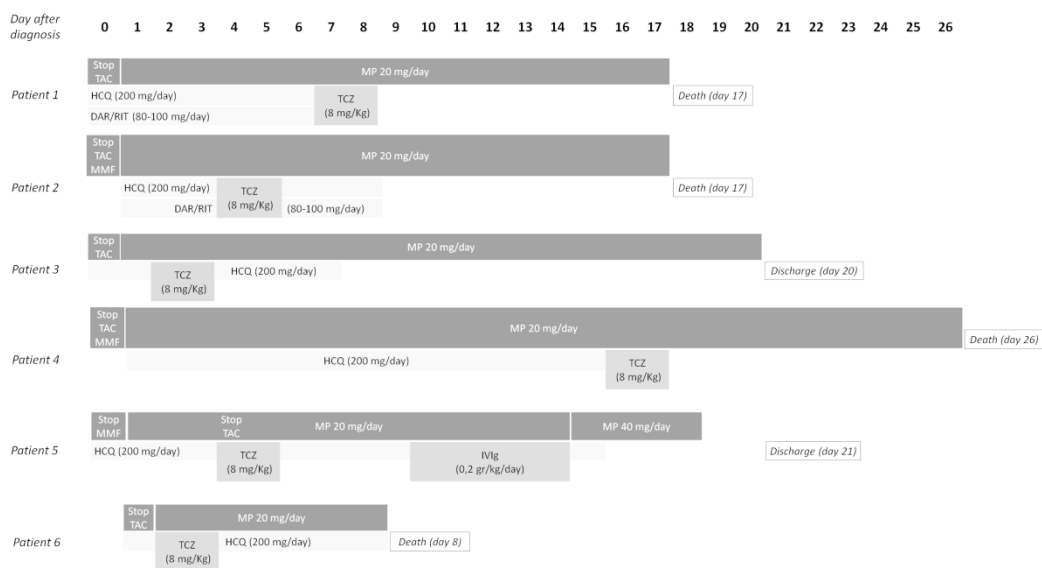 Day after
diagnosis
0 1 2 3 4 5 6 7 8 9 10 11 12 13 14 15 16 17 18 19 20 21 22 23 24 25 26
Patient 1
Stop
TAC
MP 20 mg/day
HCQ (200 mg/day)
DAR/RIT (80-100 mg/day)
TCZ
(8 mg/Kg)
Death (day 17)
Patient 2
Stop
TAC
MMF
MP 20 mg/day
HCQ (200 mg/day)
DAR/RIT
TCZ
(8 mg/Kg)
(80-100 mg/day)
Death (day 17)
Patient 3
Stop
TAC
MP 20 mg/day
TCZ
(8 mg/Kg)
HCQ (200 mg/day)
Discharge (day 20)
Patient 4
Stop
TAC
MMF
MP 20 mg/day
HCQ (200 mg/day)
TCZ
(8 mg/Kg)
Death (day 26)
Patient 5
Stop
MMF
Stop
TAC
MP 20 mg/day
MP 40 mg/day
HCQ (200 mg/day)
TCZ
(8 mg/Kg)
IVIg
(0,2 gr/kg/day)
Discharge (day 21)
Patient 6
Stop
TAC
MP 20 mg/day
TCZ
(8 mg/Kg)
HCQ (200 mg/day)
Death (day 8)